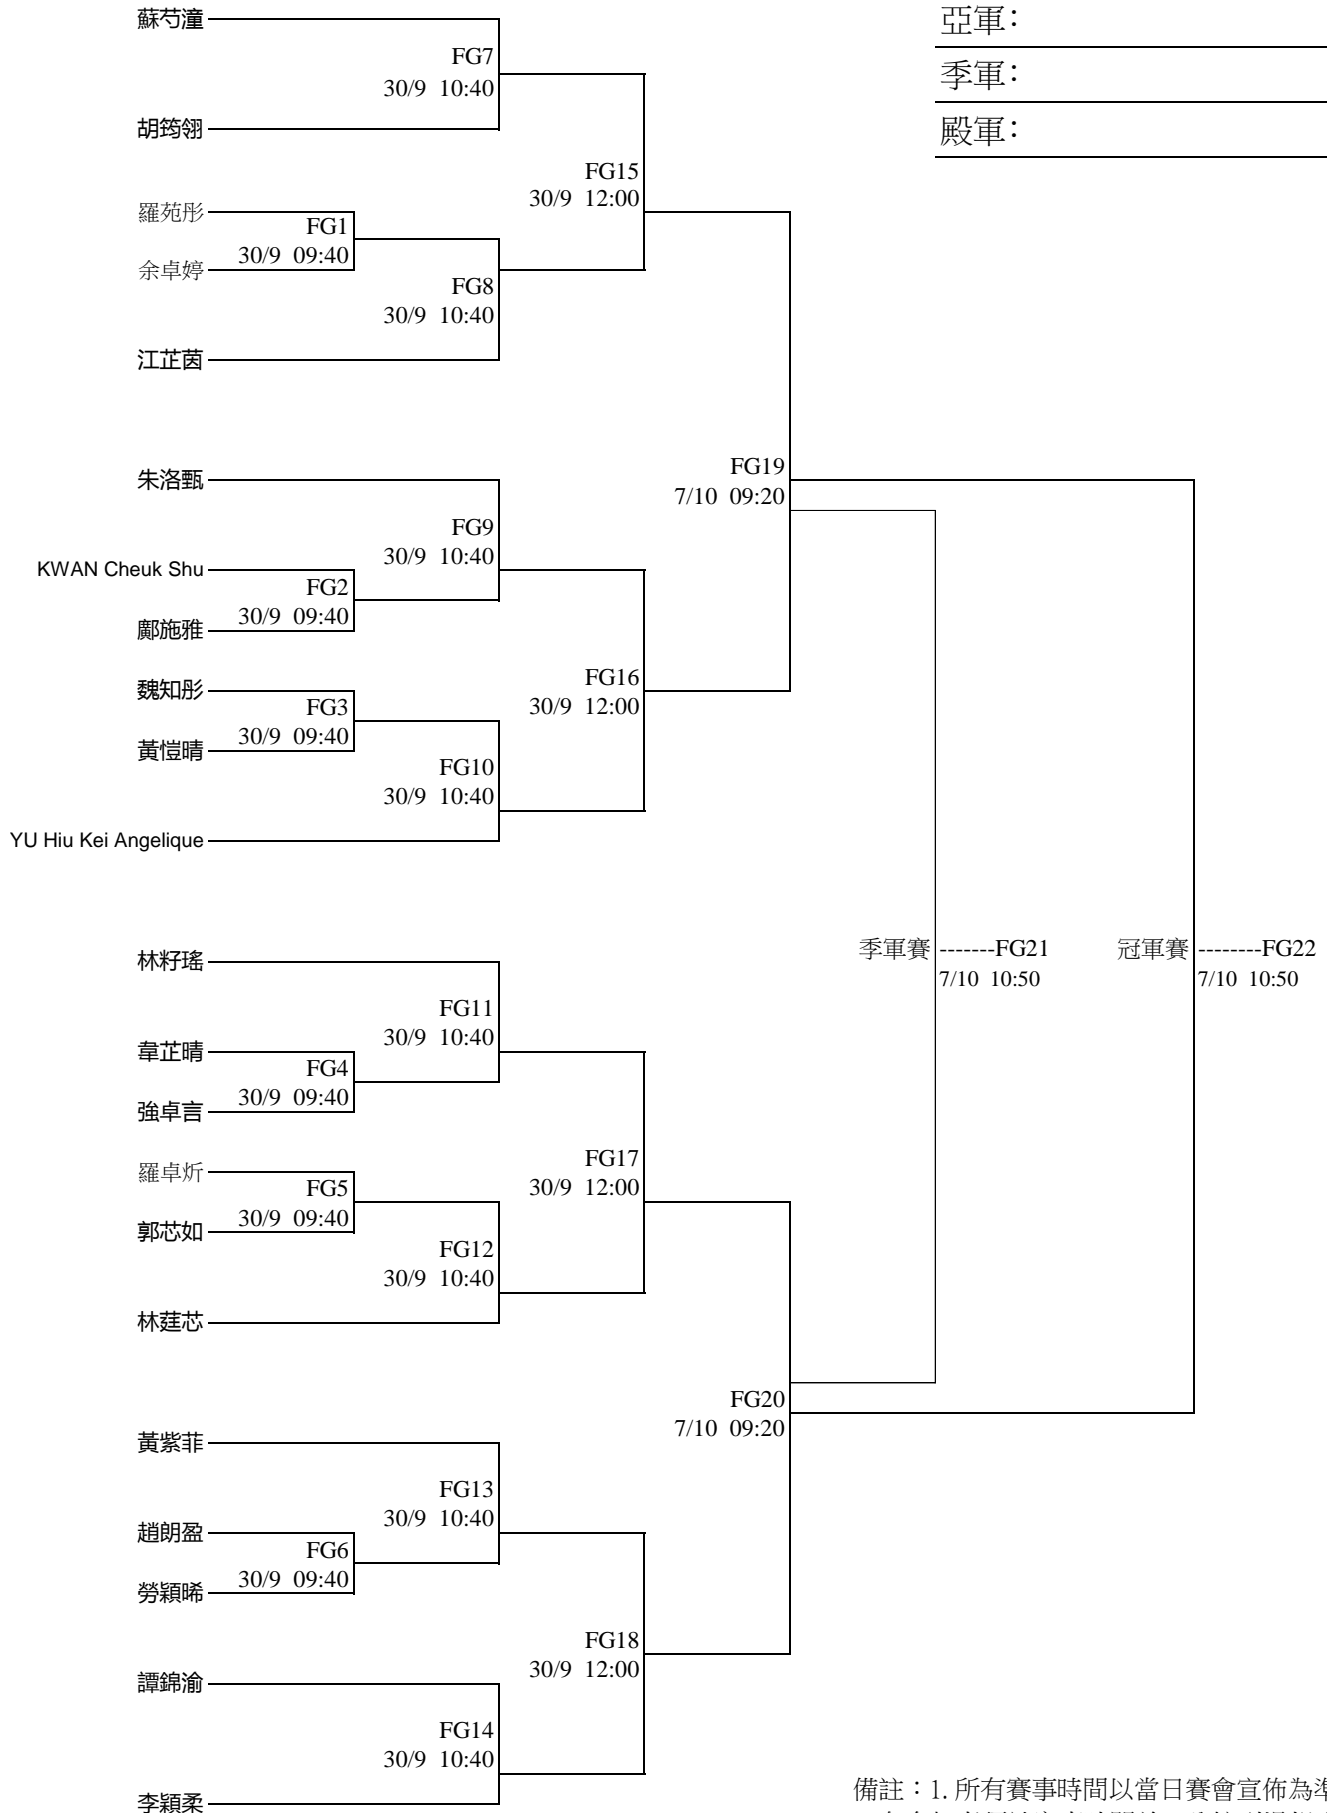 亞軍：
季軍：
殿軍：
蘇芍潼
FG7
30/9 10:40
胡筠翎
FG15
30/9 12:00
羅苑彤
FG1
30/9 09:40
余卓婷
FG8
30/9 10:40
江芷茵
朱洛甄
FG19
7/10 09:20
FG9
30/9 10:40
KWAN Cheuk Shu
FG2
30/9 09:40
鄺施雅
魏知彤
FG16
30/9 12:00
FG3
30/9 09:40
黃愷晴
FG10
30/9 10:40
YU Hiu Kei Angelique
季軍賽 -------FG21
7/10 10:50
冠軍賽 --------FG22
7/10 10:50
林籽瑤
FG11
30/9 10:40
韋芷晴
FG4
30/9 09:40
強卓言
羅卓炘
FG17
30/9 12:00
FG5
30/9 09:40
郭芯如
FG12
30/9 10:40
林莛芯
FG20
7/10 09:20
黃紫菲
FG13
30/9 10:40
趙朗盈
FG6
30/9 09:40
勞穎晞
FG18
30/9 12:00
譚錦渝
FG14
30/9 10:40
李穎柔
備註：1. 所有賽事時間以當日賽會宣佈為準